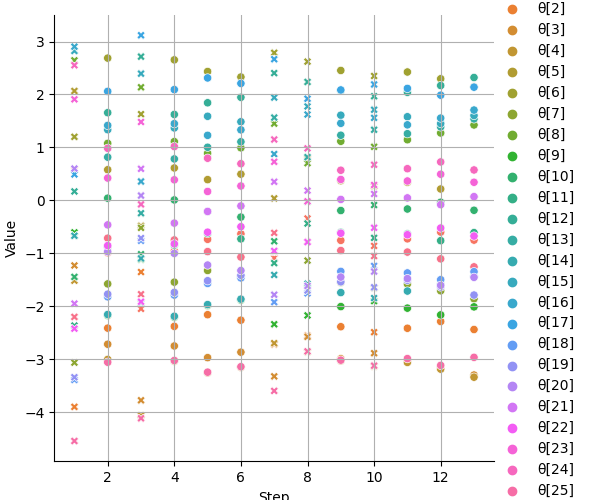 3
2
1
0
−1
−2
−3
−4
Value
2
4
6
8
10
12
Step
θ[2]
θ[3]
θ[4]
θ[5]
θ[6]
θ[7]
θ[8]
θ[9]
θ[10]
θ[11]
θ[12]
θ[13]
θ[14]
θ[15]
θ[16]
θ[17]
θ[18]
θ[19]
θ[20]
θ[21]
θ[22]
θ[23]
θ[24]
θ[25]